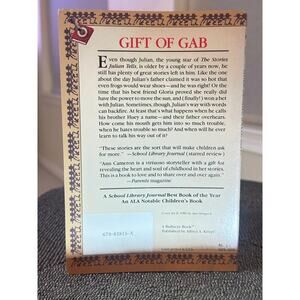 GIFT OF GAB
Even though Julian, the young star of The Stories
Julian Tells, is older by a couple of years now, he
still has plenty of great stories left in him. Like the one
about the day Julian's father claimed it was so hot that
even frogs would wear shoes—and he was right! Or the
time that his best friend Gloria proved she really did
have the power to move the sun, and (finally!) won a bet
with Julian. Sometimes, though, Julian's way with words
can backfire. At least that's what happens when he calls
his brother Huey a name—and their father overhears.
How come his mouth gets him into so much trouble,
when he hates trouble so much? And when will he ever
learn to talk his way out of it?
"These stories are the sort that will make children ask
for more." —School Library Journal (starred review)
"Ann Cameron is a virtuoso storyteller with a gift for
revealing the heart and soul of childhood in her stories.
This is a book to love and to share over and over again."
—Parents magazine
A School Library Journal Best Book of the Year
An ALA Notable Children's Book
A Bullseye Book™
Published by Alfred A. Knopf